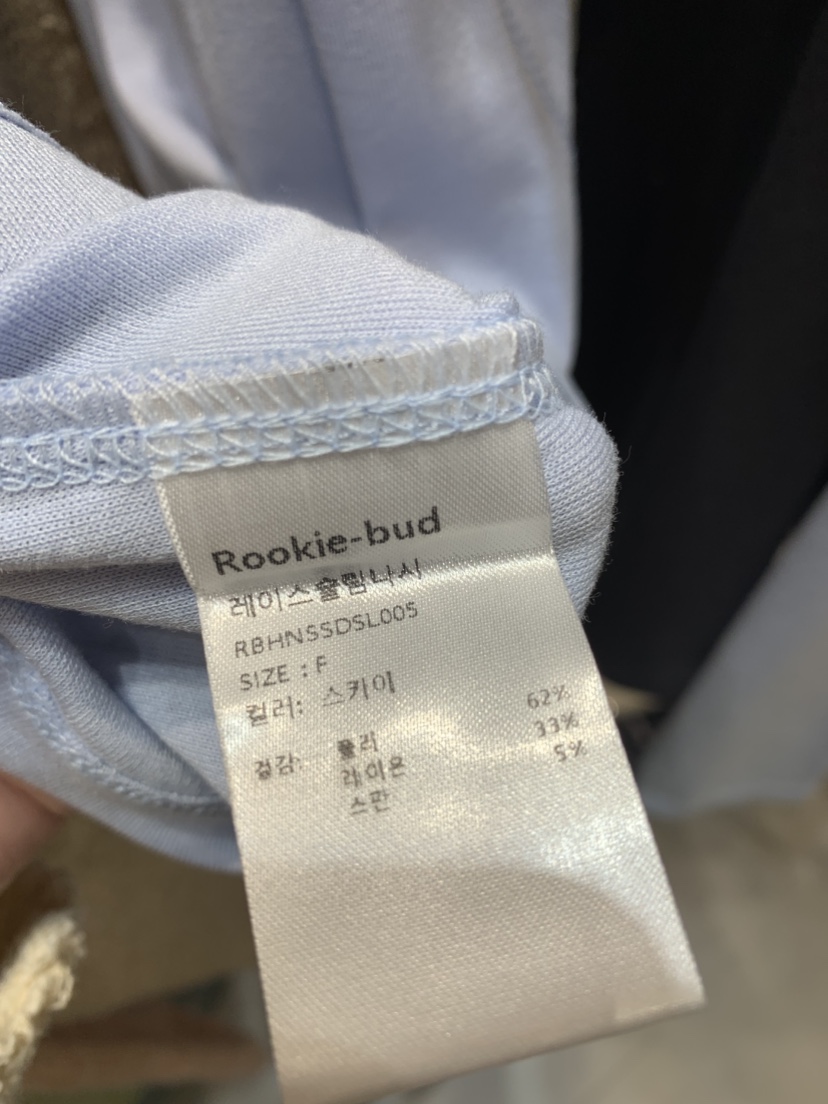 Rookie-bud
레이스슬림나시
RBHNSSDSL005
SIZE : F
컬러: 스카이
겉감: 폴리 62%
레이온 33%
스판 5%